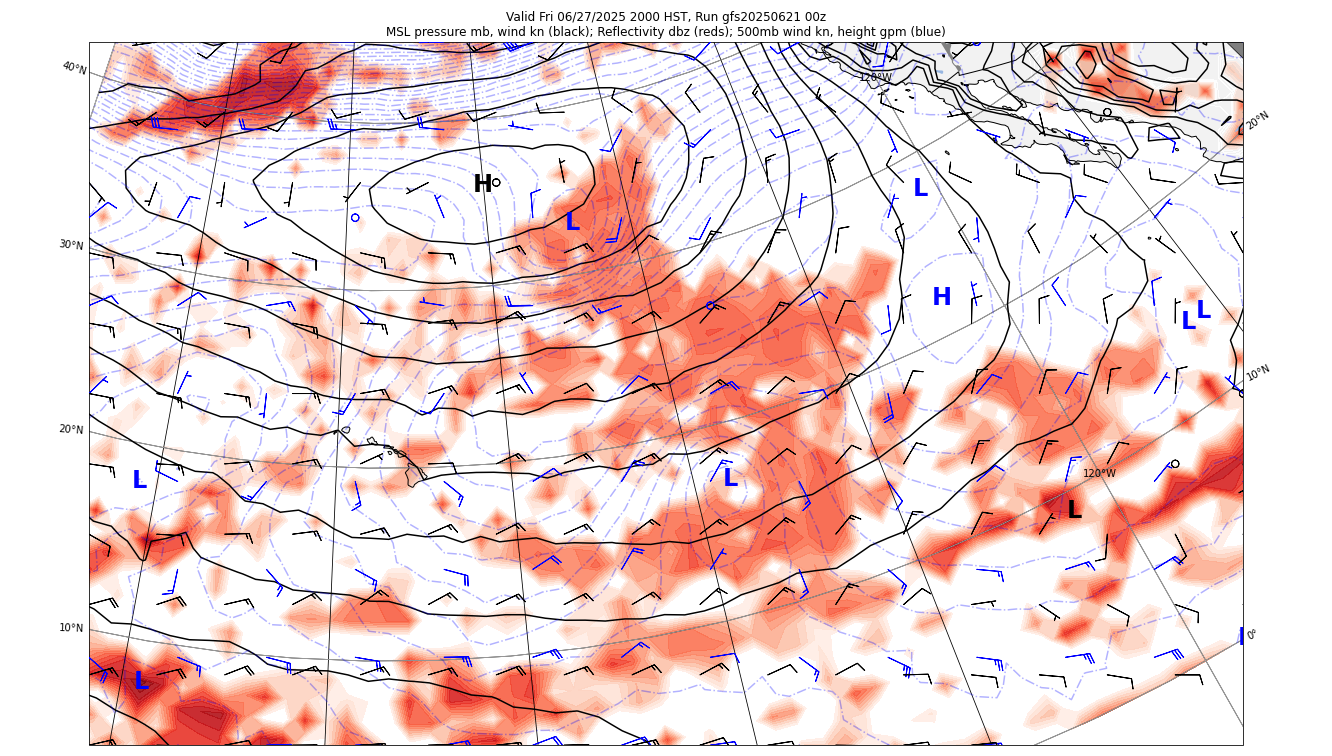 Valid Fri 06/27/2025 2000 HST, Run gfs20250621 00z
MSL pressure mb, wind kn (black); Reflectivity dbz (reds); 500mb wind kn, height gpm (blue)
40°N
120°W
20°N
H
L
L
30°N
H
L
L
10°N
20°N
L
L
120°W
L
10°N
0°
L